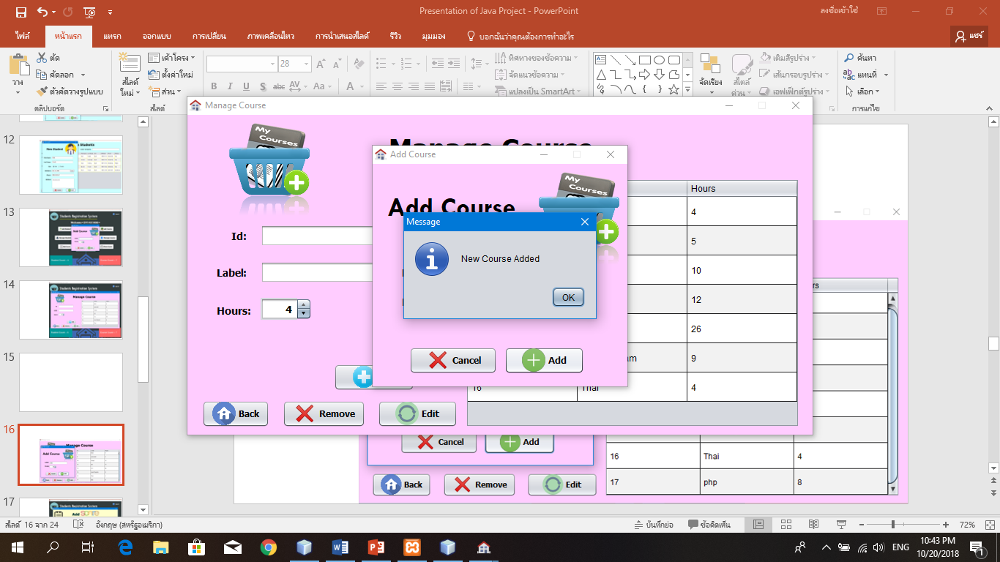 Presentation of Java Project - PowerPoint
ลงชื่อเข้าใช้
ไฟล์
หน้าแรก
แทรก
ออกแบบ
การเปลี่ยน
ภาพเคลื่อนไหว
การนำเสนอสไลด์
รีวิว
มุมมอง
บอกฉันว่าคุณต้องการทำอะไร
แชร์
วาง
ตัด
คัดลอก
ตัวคัดวางรูปแบบ
คลิปบอร์ด
สไลด์ใหม่
เค้าโครง
ตั้งค่าใหม่
ส่วน
สไลด์
28
B I U S abc AV Aa A
ทิศทางของข้อความ
จัดแนวข้อความ
แปลงเป็น SmartArt
จัดเรียง
สไตล์ด่วน
เติมสีรูปร่าง
เส้นกรอบรูปร่าง
เอฟเฟ็กต์รูปร่าง
ค้นหา
แทนที่
เลือก
การแก้ไข
12
13
14
15
16
17
Manage Course
My Courses
Manage Course
Id:
Label:
Hours:
4
Back
Remove
Edit
Hours
4
5
10
12
26
9
16 Thai 4
Add Course
Add Course
My Courses
Message
New Course Added
OK
Cancel
Add
Cancel
Add
Back
Remove
Edit
16 Thai 4
17 php 8
สไลด์ 16 จาก 24
อังกฤษ (สหรัฐอเมริกา)
บันทึกย่อ
ข้อคิดเห็น
72%
ENG
10:43 PM
10/20/2018
1